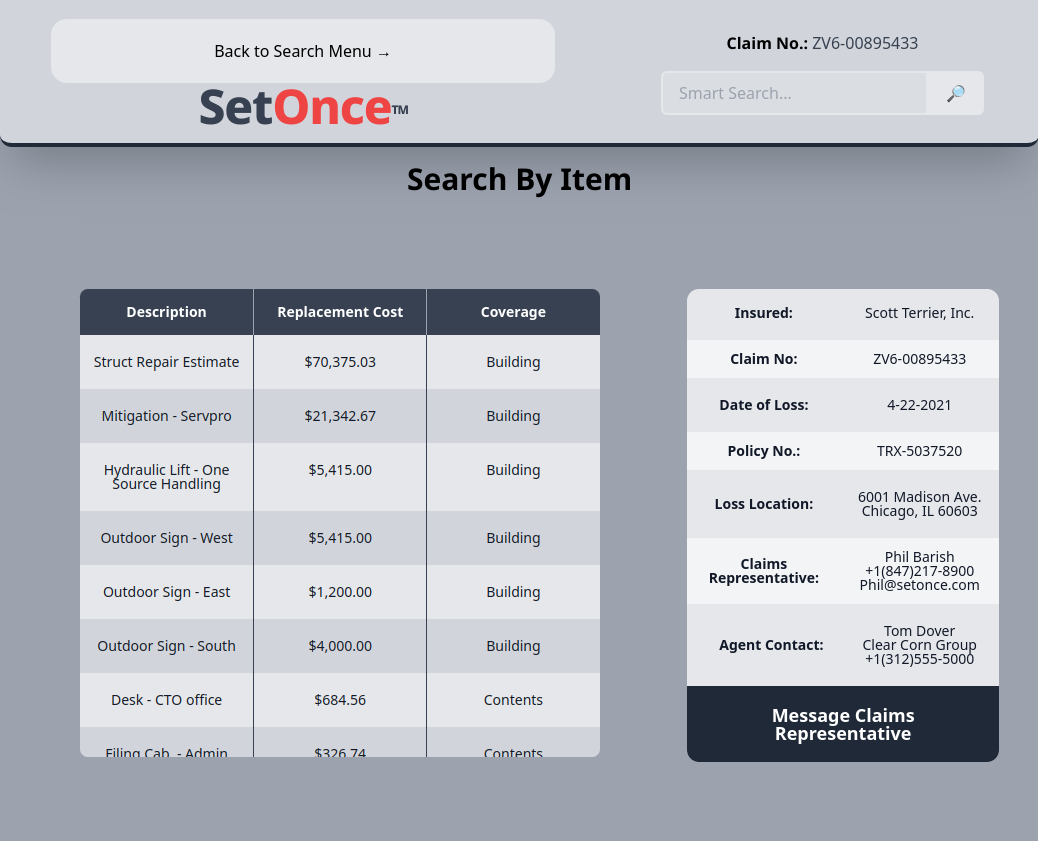 Back to Search Menu →
SetOnce™
Claim No.: ZV6-00895433
Smart Search...
Search By Item
Description Replacement Cost Coverage
Struct Repair Estimate $70,375.03 Building
Mitigation - Servpro $21,342.67 Building
Hydraulic Lift - One $5,415.00 Building
Source Handling
Outdoor Sign - West $5,415.00 Building
Outdoor Sign - East $1,200.00 Building
Outdoor Sign - South $4,000.00 Building
Desk - CTO office $684.56 Contents
Filing Cab. - Admin $326.74 Contents
Insured: Scott Terrier, Inc.
Claim No: ZV6-00895433
Date of Loss: 4-22-2021
Policy No.: TRX-5037520
Loss Location: 6001 Madison Ave.
Chicago, IL 60603
Claims
Representative:
Phil Barish
+1(847)217-8900
Phil@setonce.com
Agent Contact:
Tom Dover
Clear Corn Group
+1(312)555-5000
Message Claims
Representative